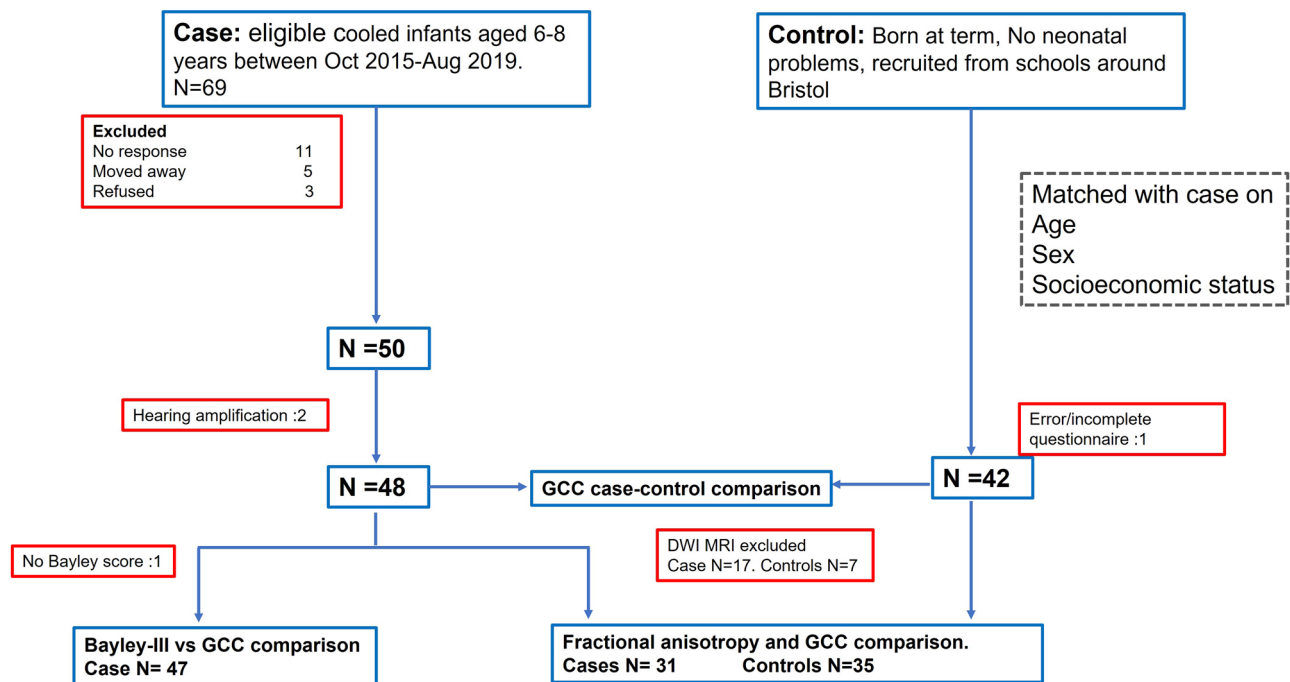 Case: eligible cooled infants aged 6-8
years between Oct 2015-Aug 2019.
N=69
Control: Born at term, No neonatal
problems, recruited from schools around
Bristol
Excluded
No response 11
Moved away 5
Refused 3
Matched with case on
Age
Sex
Socioeconomic status
N =50
Hearing amplification :2
Error/incomplete
questionnaire :1
N =48
GCC case-control comparison
N =42
No Bayley score :1
DWI MRI excluded
Case N=17. Controls N=7
Bayley-III vs GCC comparison
Case N= 47
Fractional anisotropy and GCC comparison.
Cases N= 31 Controls N=35